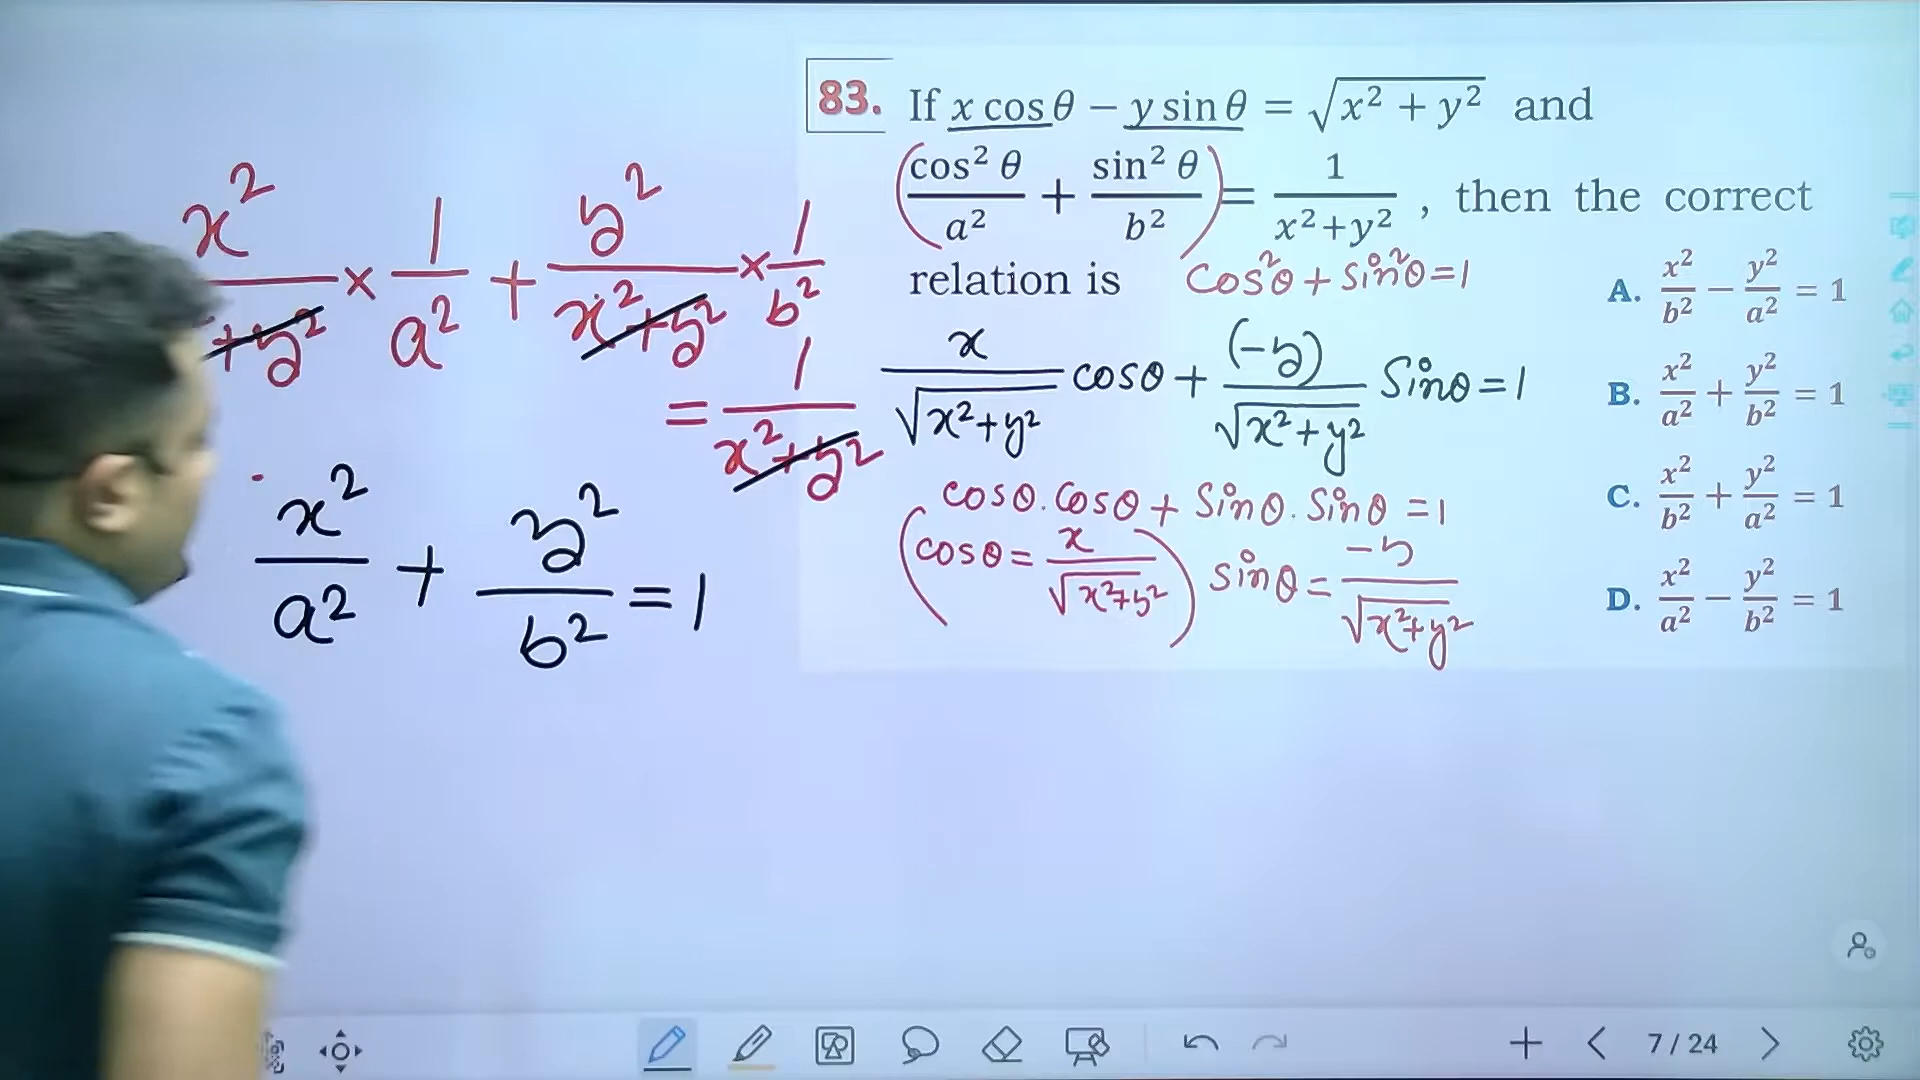 83. If x cos θ − y sin θ = √(x² + y²) and
cos² θ/a² + sin² θ/b² = 1/(x²+y²) , then the correct
relation is
cos²θ + sin²θ = 1
x/√(x²+y²) cosθ + (−y)/√(x²+y²) sinθ = 1
cosθ.cosθ + sinθ.sinθ = 1
(cosθ = x/√(x²+y²)) sinθ = −y/√(x²+y²)
A. x²/b² − y²/a² = 1
B. x²/a² + y²/b² = 1
C. x²/b² + y²/a² = 1
D. x²/a² − y²/b² = 1
x²/+y² × 1/a² + y²/(x²+y²) × 1/b²
= 1/(x²+y²)
x²/a² + y²/b² = 1
7 / 24